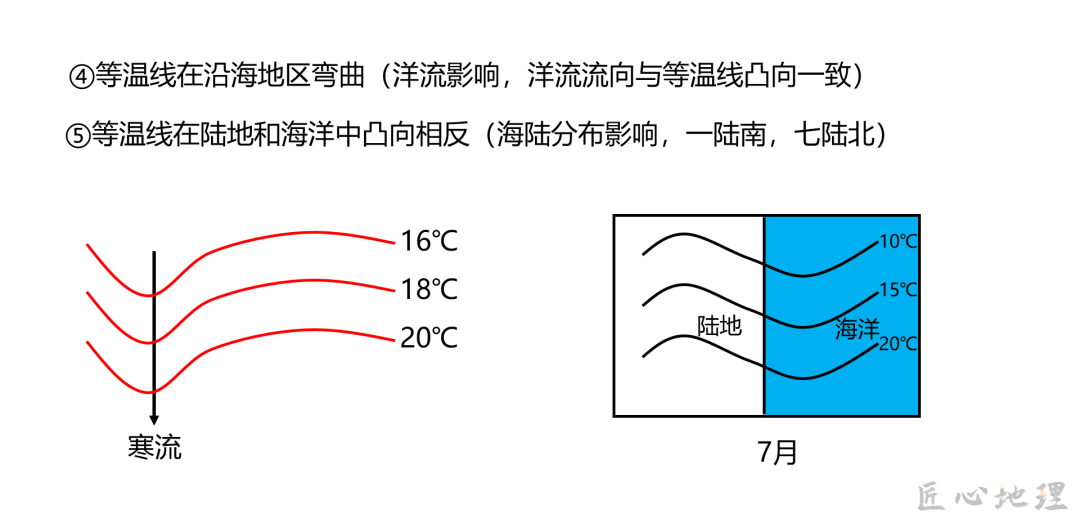 ④等温线在沿海地区弯曲（洋流影响，洋流流向与等温线凸向一致）
⑤等温线在陆地和海洋中凸向相反（海陆分布影响，一陆南，七陆北）
16℃
18℃
20℃
寒流
10℃
15℃
20℃
陆地
海洋
7月
匠心地理